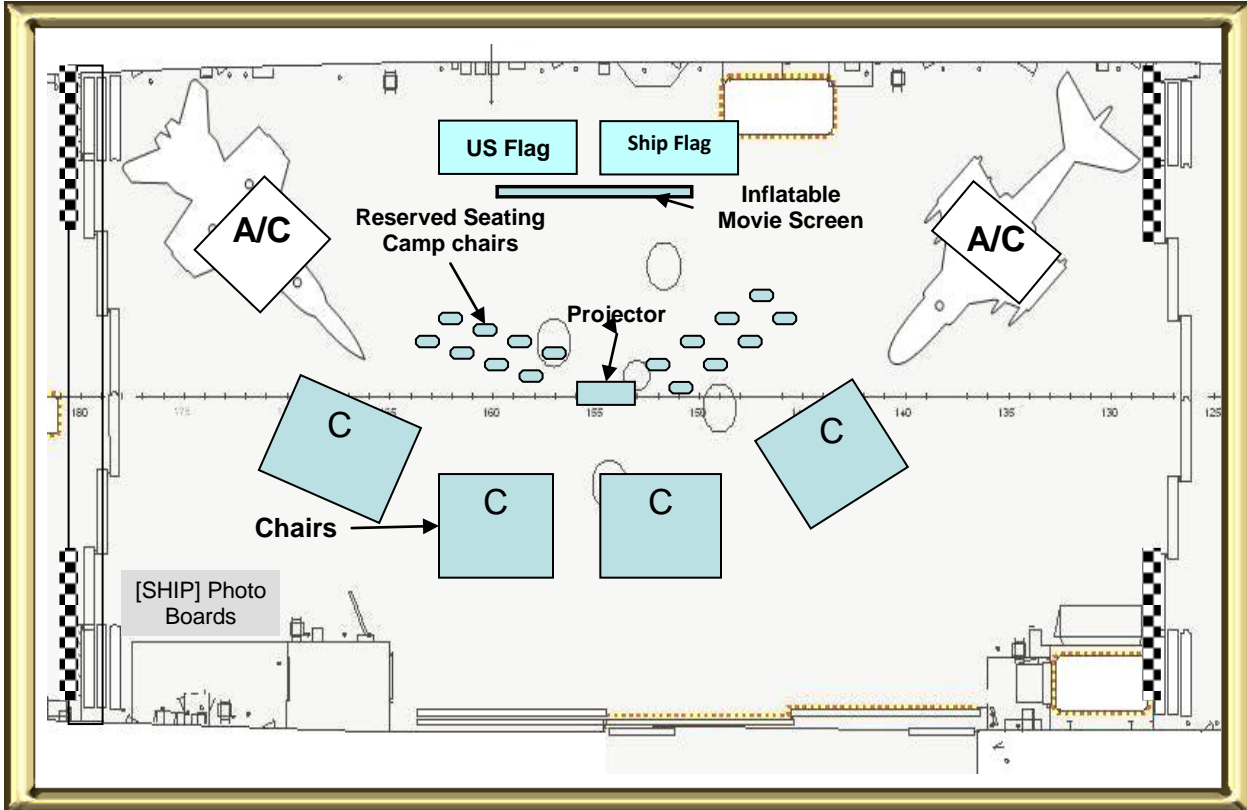 US Flag
Ship Flag
Inflatable
Movie Screen
Reserved Seating
Camp chairs
A/C
A/C
Projector
180
175
160
155
150
140
135
130
125
C
C
C
C
Chairs
[SHIP] Photo
Boards